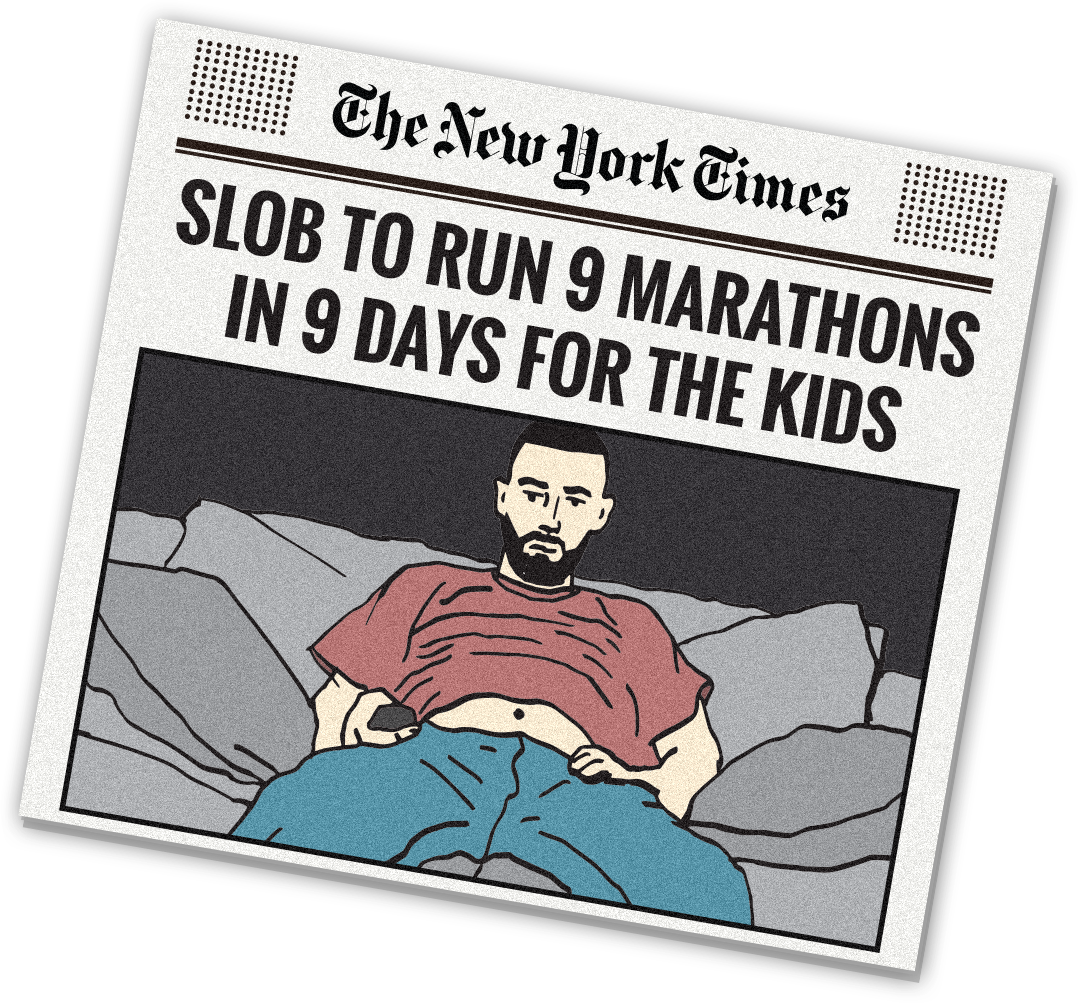 The New York Times
SLOB TO RUN 9 MARATHONS
IN 9 DAYS FOR THE KIDS